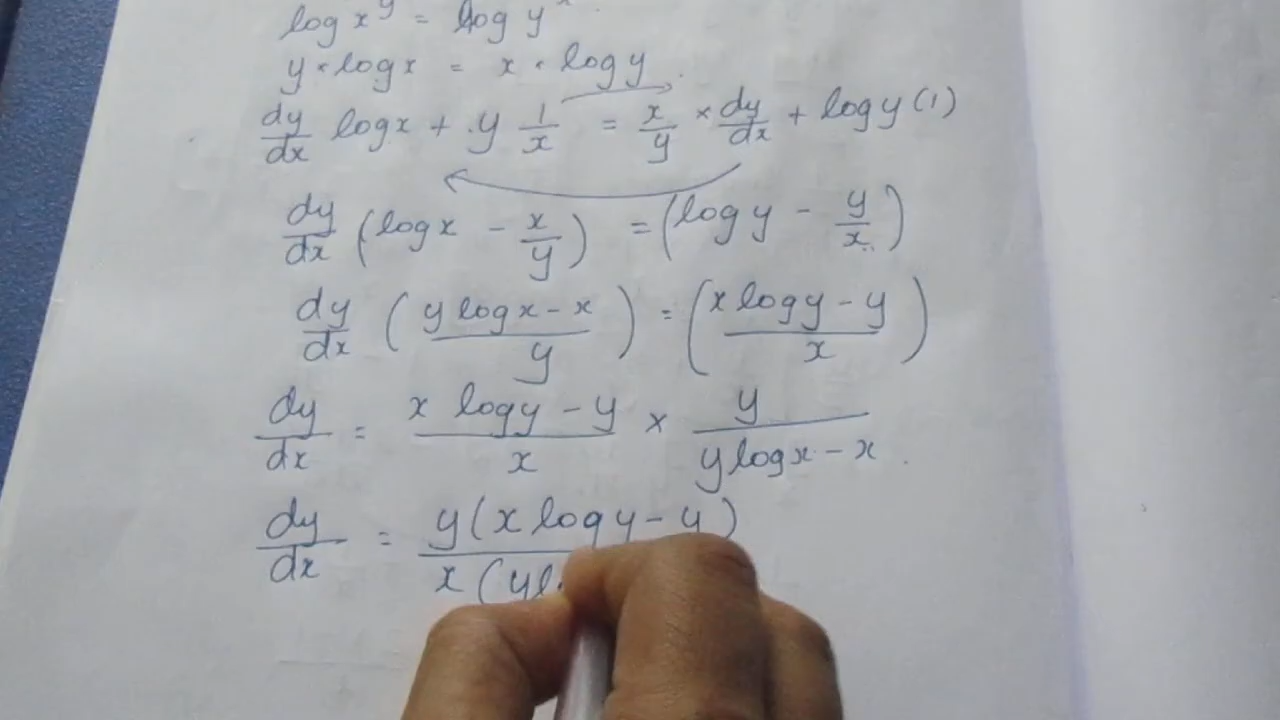 log x^y = log y^x
y · log x = x · log y
dy/dx log x + y 1/x = x/y × dy/dx + log y (1)
dy/dx (log x - x/y) = (log y - y/x)
dy/dx ((y log x - x)/y) = ((x log y - y)/x)
dy/dx = (x log y - y)/x × y/(y log x - x)
dy/dx = y(x log y - y)/x(yl